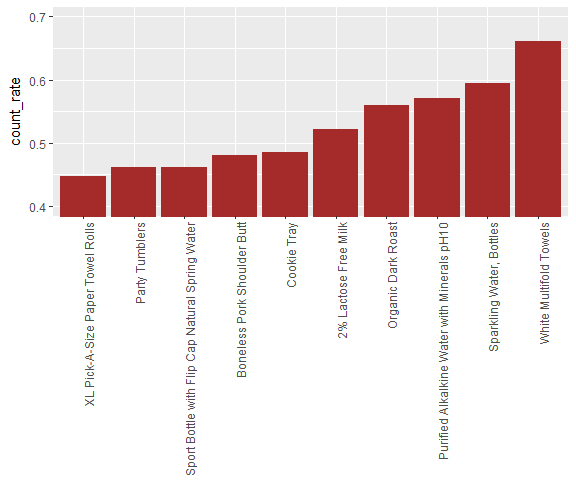 0.7
0.6
0.5
0.4
count_rate
XL Pick-A-Size Paper Towel Rolls
Party Tumblers
Sport Bottle with Flip Cap Natural Spring Water
Boneless Pork Shoulder Butt
Cookie Tray
2% Lactose Free Milk
Organic Dark Roast
Purified Alkalkine Water with Minerals pH10
Sparkling Water, Bottles
White Multifold Towels